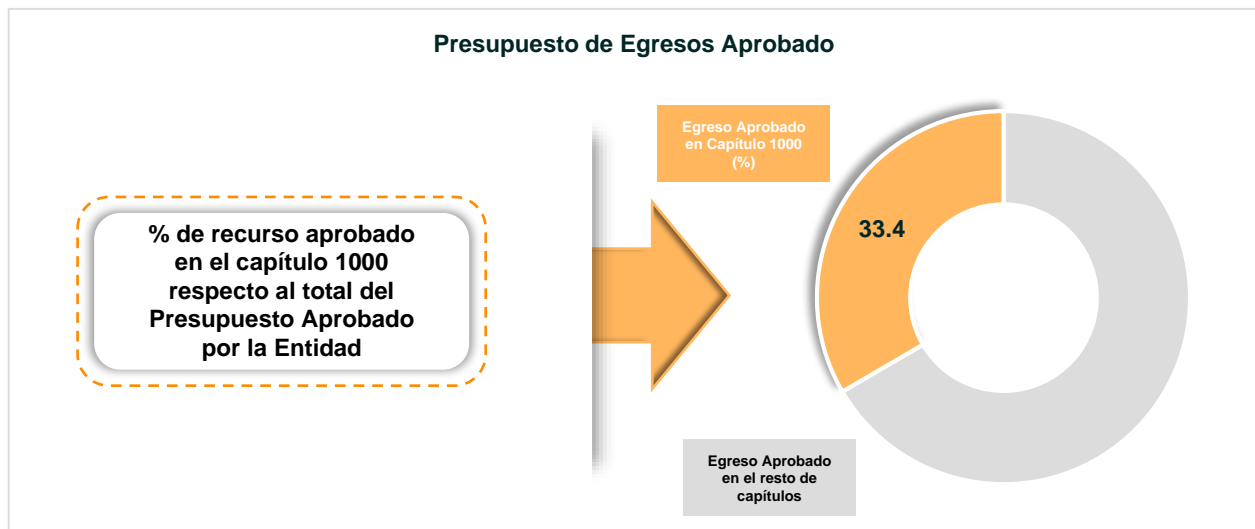 Presupuesto de Egresos Aprobado
% de recurso aprobado
en el capítulo 1000
respecto al total del
Presupuesto Aprobado
por la Entidad
Egreso Aprobado
en Capítulo 1000
(%)
33.4
Egreso Aprobado
en el resto de
capítulos